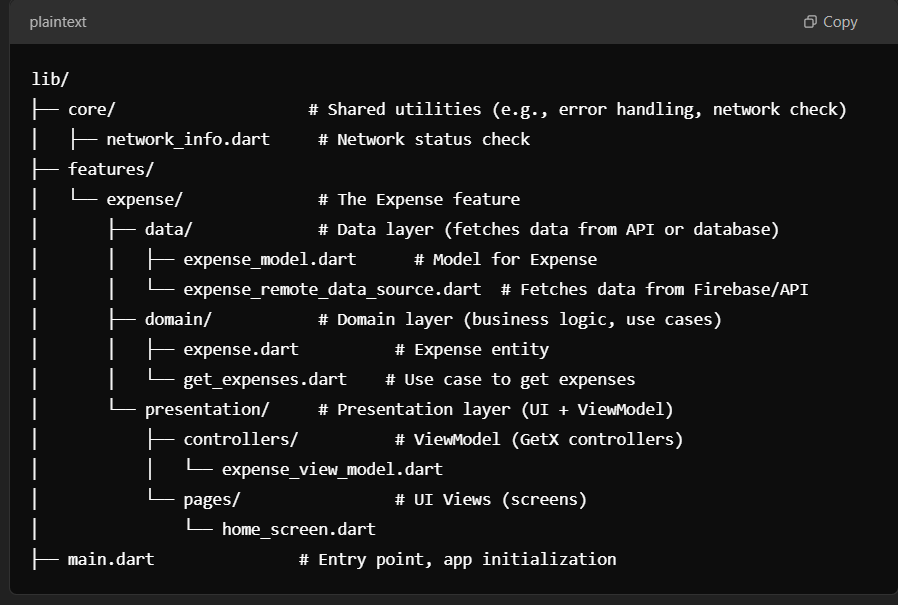 plaintext
Copy
lib/
├── core/                    # Shared utilities (e.g., error handling, network check)
│   ├── network_info.dart     # Network status check
├── features/
│   └── expense/              # The Expense feature
│       ├── data/             # Data layer (fetches data from API or database)
│       │   ├── expense_model.dart      # Model for Expense
│       │   └── expense_remote_data_source.dart  # Fetches data from Firebase/API
│       ├── domain/           # Domain layer (business logic, use cases)
│       │   ├── expense.dart          # Expense entity
│       │   └── get_expenses.dart    # Use case to get expenses
│       └── presentation/     # Presentation layer (UI + ViewModel)
│           ├── controllers/          # ViewModel (GetX controllers)
│           │   └── expense_view_model.dart
│           └── pages/                # UI Views (screens)
│               └── home_screen.dart
├── main.dart               # Entry point, app initialization